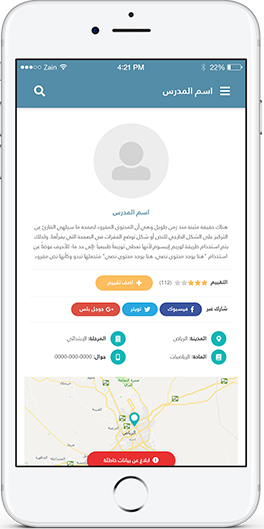 Zain 4:21 PM 22%
اسم المدرس
اسم المدرس
هناك حقيقة مثبتة منذ زمن طويل وهي أن المحتوى المقروء لصفحة ما سيلهي القارئ عن
التركيز على الشكل الخارجي للنص أو شكل توضع الفقرات في الصفحة التي يقرأها. ولذلك
يتم استخدام طريقة لوريم إيبسوم لأنها تعطي توزيعاً طبيعياً -إلى حد ما- للأحرف عوضاً عن
استخدام "هنا يوجد محتوى نصي، هنا يوجد محتوى نصي" فتجعلها تبدو وكأنها نص مقروء
التقييم (112) أضف تقييم
شارك عبر فيسبوك تويتر جوجل بلس
المدينة: الرياض المرحلة: الإبتدائي
المادة: الرياضيات جوال: 0000-000-0000
الرياض
ابلاغ عن بيانات خاطئة